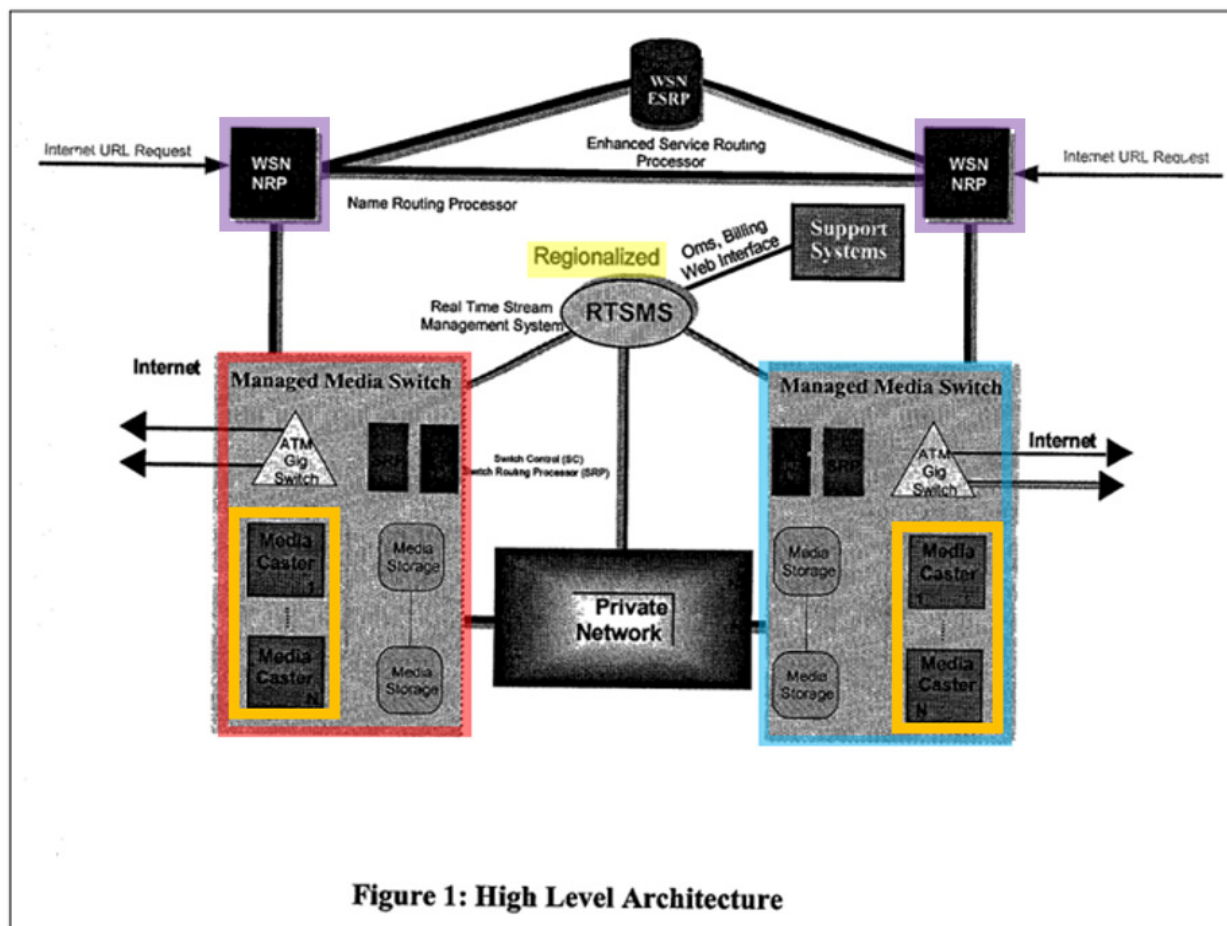 WSN
ESRP
Internet URL Request
WSN
NRP
Enhanced Service Routing
Processor
WSN
NRP
Internet URL Request
Name Routing Processor
Regionalized
Oms, Billing
Web Interface
Support
Systems
Real Time Stream
Management System
RTSMS
Internet
Managed Media Switch
ATM
Gig
Switch
Switch Control (SC)
Switch Routing Processor (SRP)
Managed Media Switch
SRP
ATM
Gig
Switch
Internet
Media
Caster
1
Media
Storage
Media
Caster
N
Media
Storage
Private
Network
Media
Storage
Media
Caster
1
Media
Storage
Media
Caster
N
Figure 1: High Level Architecture